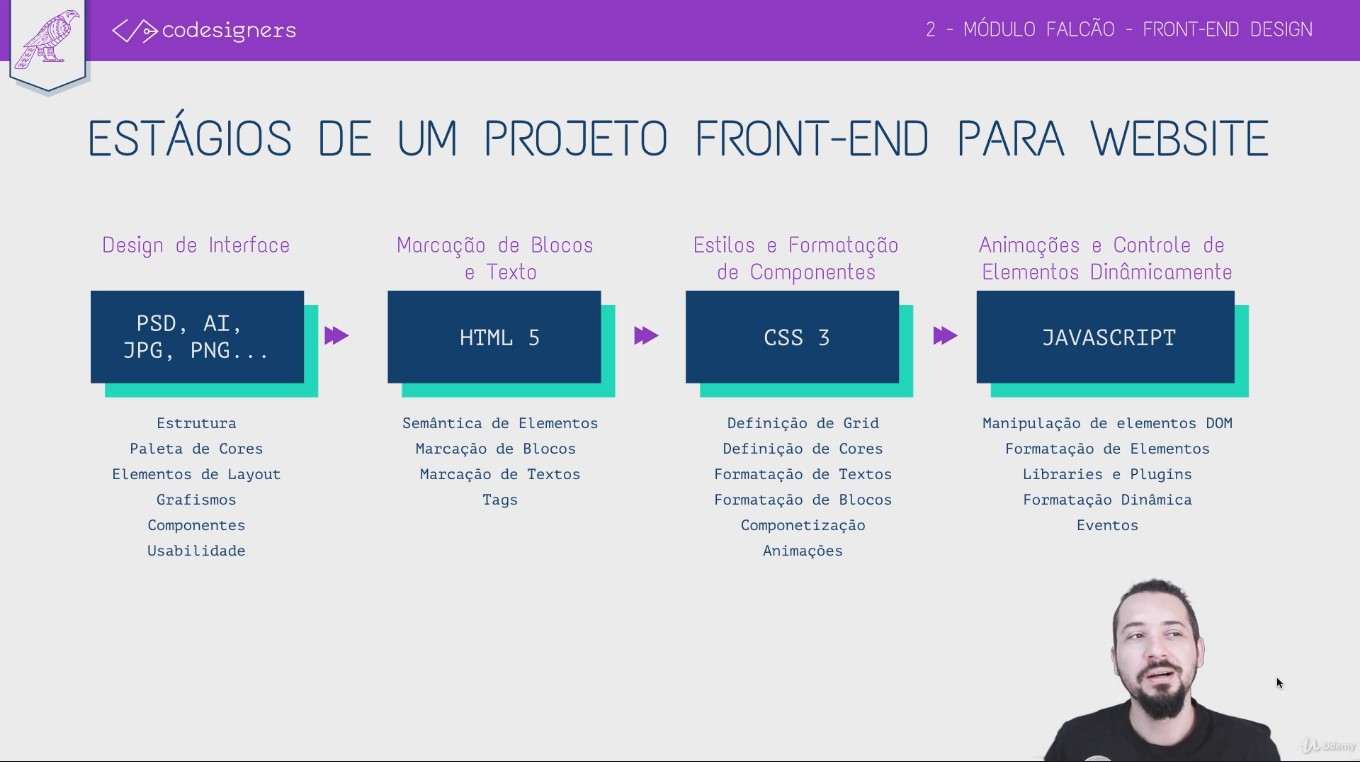 codesigners
2 - MÓDULO FALCÃO - FRONT-END DESIGN
ESTÁGIOS DE UM PROJETO FRONT-END PARA WEBSITE
Design de Interface
PSD, AI,
JPG, PNG...
Estrutura
Paleta de Cores
Elementos de Layout
Grafismos
Componentes
Usabilidade
Marcação de Blocos
e Texto
HTML 5
Semântica de Elementos
Marcação de Blocos
Marcação de Textos
Tags
Estilos e Formatação
de Componentes
CSS 3
Definição de Grid
Definição de Cores
Formatação de Textos
Formatação de Blocos
Componetização
Animações
Animações e Controle de
Elementos Dinâmicamente
JAVASCRIPT
Manipulação de elementos DOM
Formatação de Elementos
Libraries e Plugins
Formatação Dinâmica
Eventos
Udemy